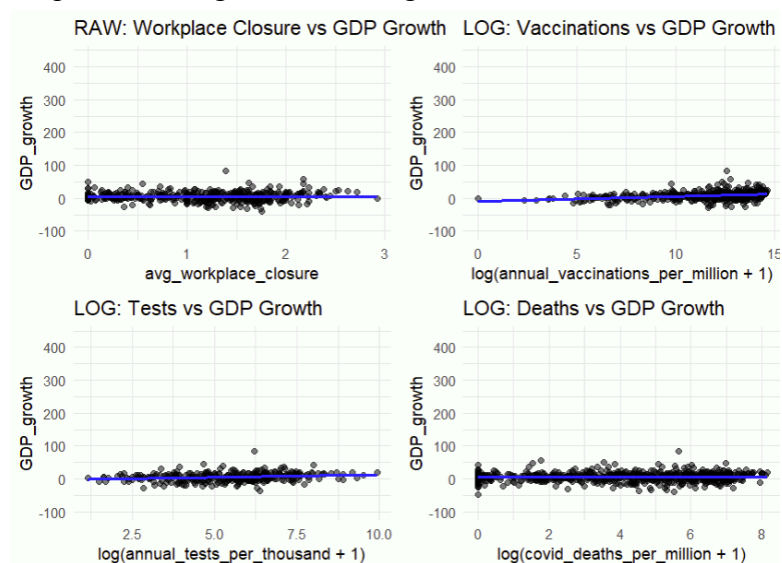 RAW: Workplace Closure vs GDP Growth
GDP_growth
400
300
200
100
0
-100
0 1 2 3
avg_workplace_closure
LOG: Vaccinations vs GDP Growth
GDP_growth
400
300
200
100
0
-100
0 5 10 15
log(annual_vaccinations_per_million + 1)
LOG: Tests vs GDP Growth
GDP_growth
400
300
200
100
0
-100
2.5 5.0 7.5 10.0
log(annual_tests_per_thousand + 1)
LOG: Deaths vs GDP Growth
GDP_growth
400
300
200
100
0
-100
0 2 4 6 8
log(covid_deaths_per_million + 1)